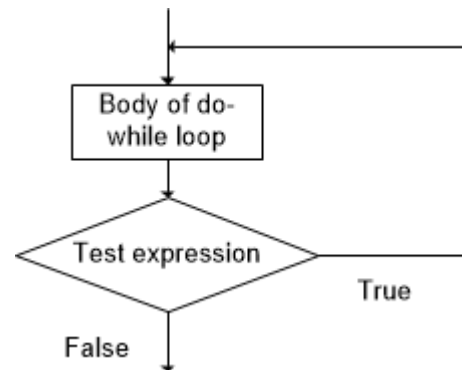 Body of do-
while loop
Test expression
True
False